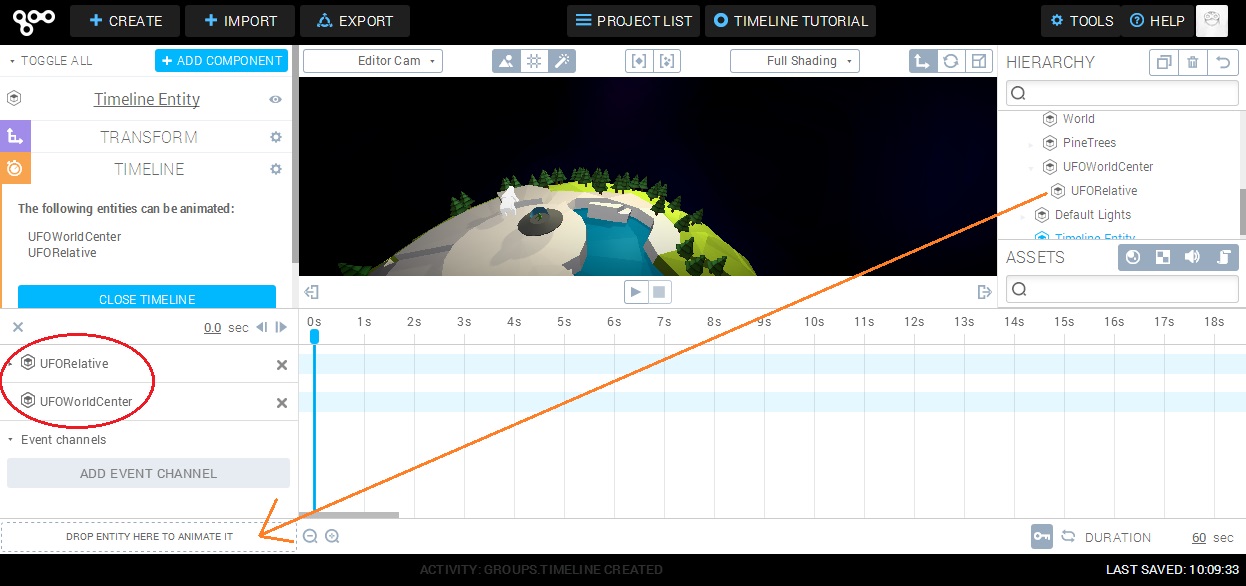 goo
CREATE
IMPORT
EXPORT
PROJECT LIST
TIMELINE TUTORIAL
TOOLS
HELP
TOGGLE ALL
+ ADD COMPONENT
Timeline Entity
TRANSFORM
TIMELINE
The following entities can be animated:
UFOWorldCenter
UFORelative
CLOSE TIMELINE
Editor Cam
Full Shading
HIERARCHY
World
PineTrees
UFOWorldCenter
UFORelative
Default Lights
Timeline Entity
ASSETS
0.0 sec
0s 1s 2s 3s 4s 5s 6s 7s 8s 9s 10s 11s 12s 13s 14s 15s 16s 17s 18s
UFORelative
UFOWorldCenter
Event channels
ADD EVENT CHANNEL
DROP ENTITY HERE TO ANIMATE IT
DURATION 60 sec
ACTIVITY: GROUPS.TIMELINE CREATED
LAST SAVED: 10:09:33